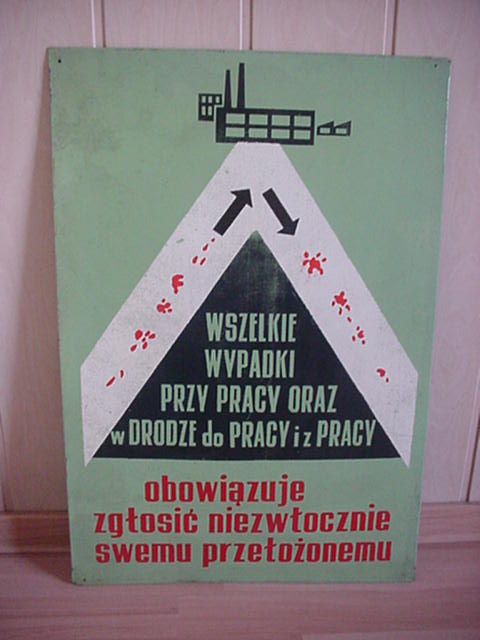 WSZELKIE
WYPADKI
PRZY PRACY ORAZ
w DRODZE do PRACY i z PRACY
obowiązuje
zgłosić niezwłocznie
swemu przełożonemu